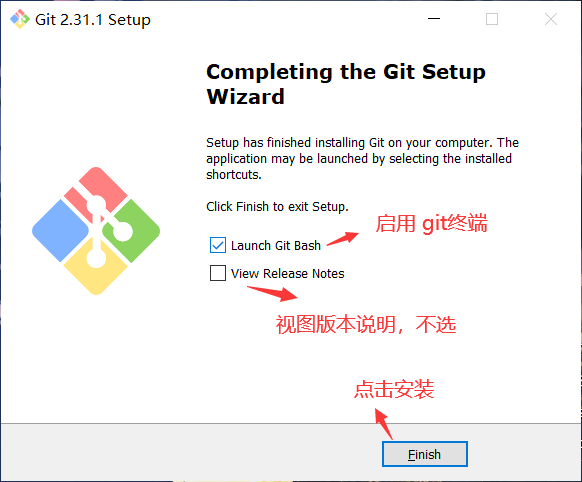 Git 2.31.1 Setup
Completing the Git Setup
Wizard
Setup has finished installing Git on your computer. The
application may be launched by selecting the installed
shortcuts.
Click Finish to exit Setup.
启用 git终端
Launch Git Bash
View Release Notes
视图版本说明，不选
点击安装
Finish